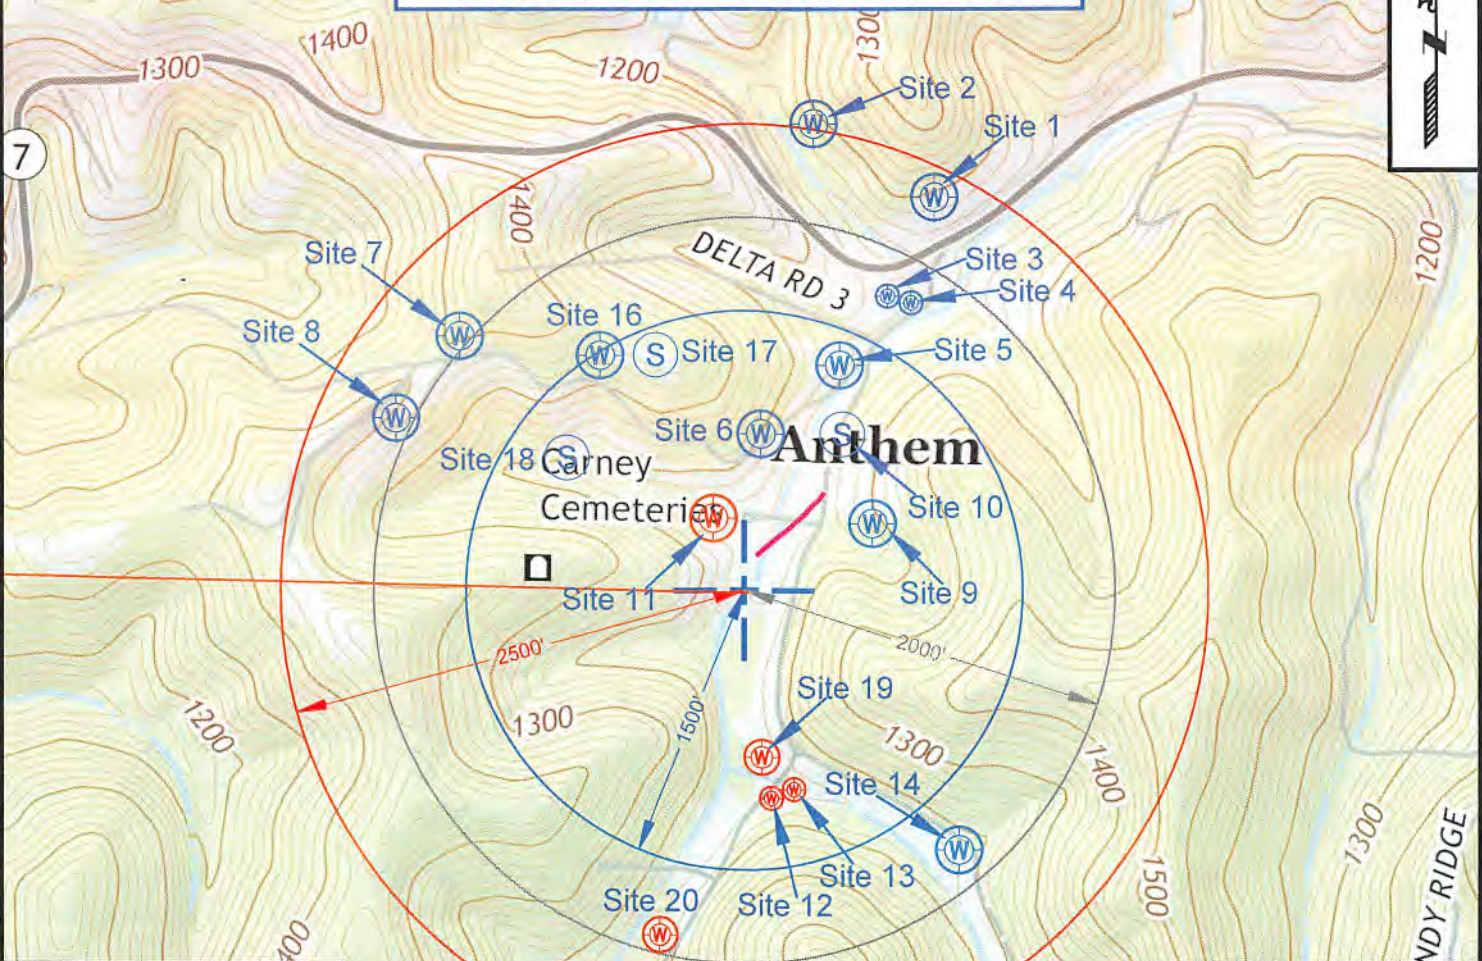 1400
1300
1200
1300
Site 2
Site 1
7
1400
1200
Site 7
DELTA RD 3
Site 3
Site 4
Site 8
Site 16
W
W
W
W
W
W
W
S
Site 17
W
Site 5
W
Site 6
W
Anthem
S
Site 18
S
Carney
Cemeteries
W
Site 10
W
Site 11
Site 9
2500'
2000'
1500'
Site 19
1200
1300
1300
1400
W
Site 14
W
W
W
1300
Site 13
Site 12
Site 20
W
1500
400
NDY RIDGE